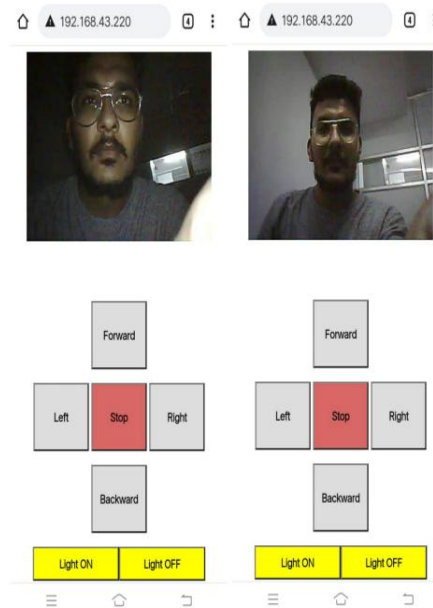 192.168.43.220 4
Forward
Left Stop Right
Backward
Light ON Light OFF
192.168.43.220 4
Forward
Left Stop Right
Backward
Light ON Light OFF